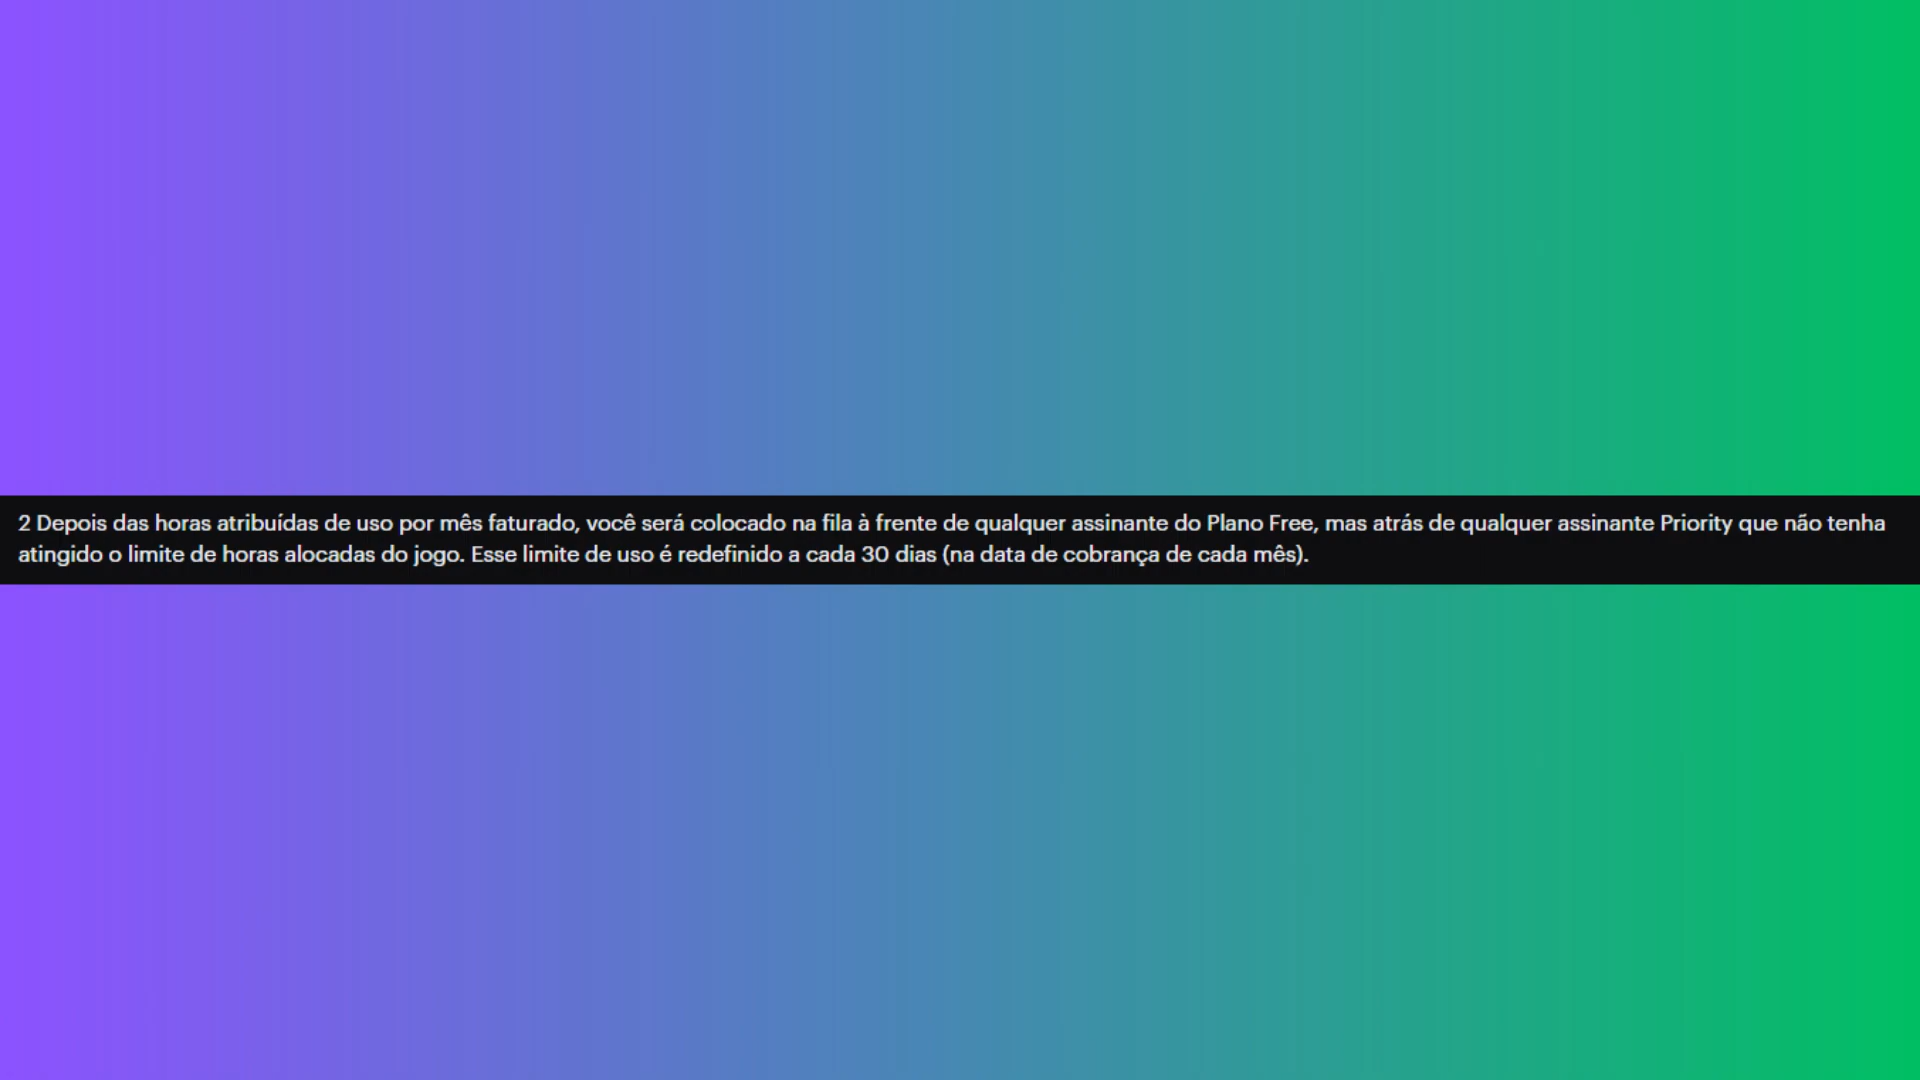 2 Depois das horas atribuídas de uso por mês faturado, você será colocado na fila à frente de qualquer assinante do Plano Free, mas atrás de qualquer assinante Priority que não tenha
atingido o limite de horas alocadas do jogo. Esse limite de uso é redefinido a cada 30 dias (na data de cobrança de cada mês).